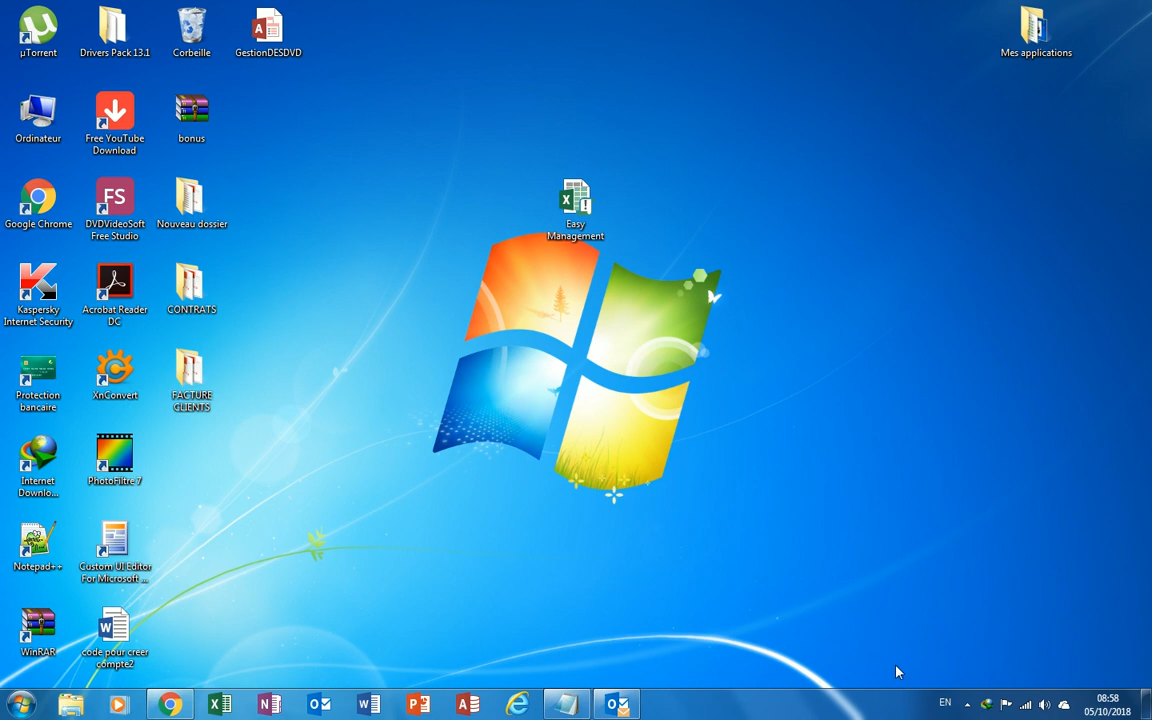 µTorrent
Drivers Pack 13.1
Corbeille
GestionDESDVD
Mes applications
Ordinateur
Free YouTube
Download
bonus
Google Chrome
FS
DVDVideoSoft
Free Studio
Nouveau dossier
Easy
Management
Kaspersky
Internet Security
Acrobat Reader
DC
CONTRATS
Protection
bancaire
XnConvert
FACTURE
CLIENTS
Internet
Downlo...
PhotoFiltre 7
Notepad++
Custom UI Editor
For Microsoft ...
WinRAR
code pour creer
compte2
EN
08:58
05/10/2018